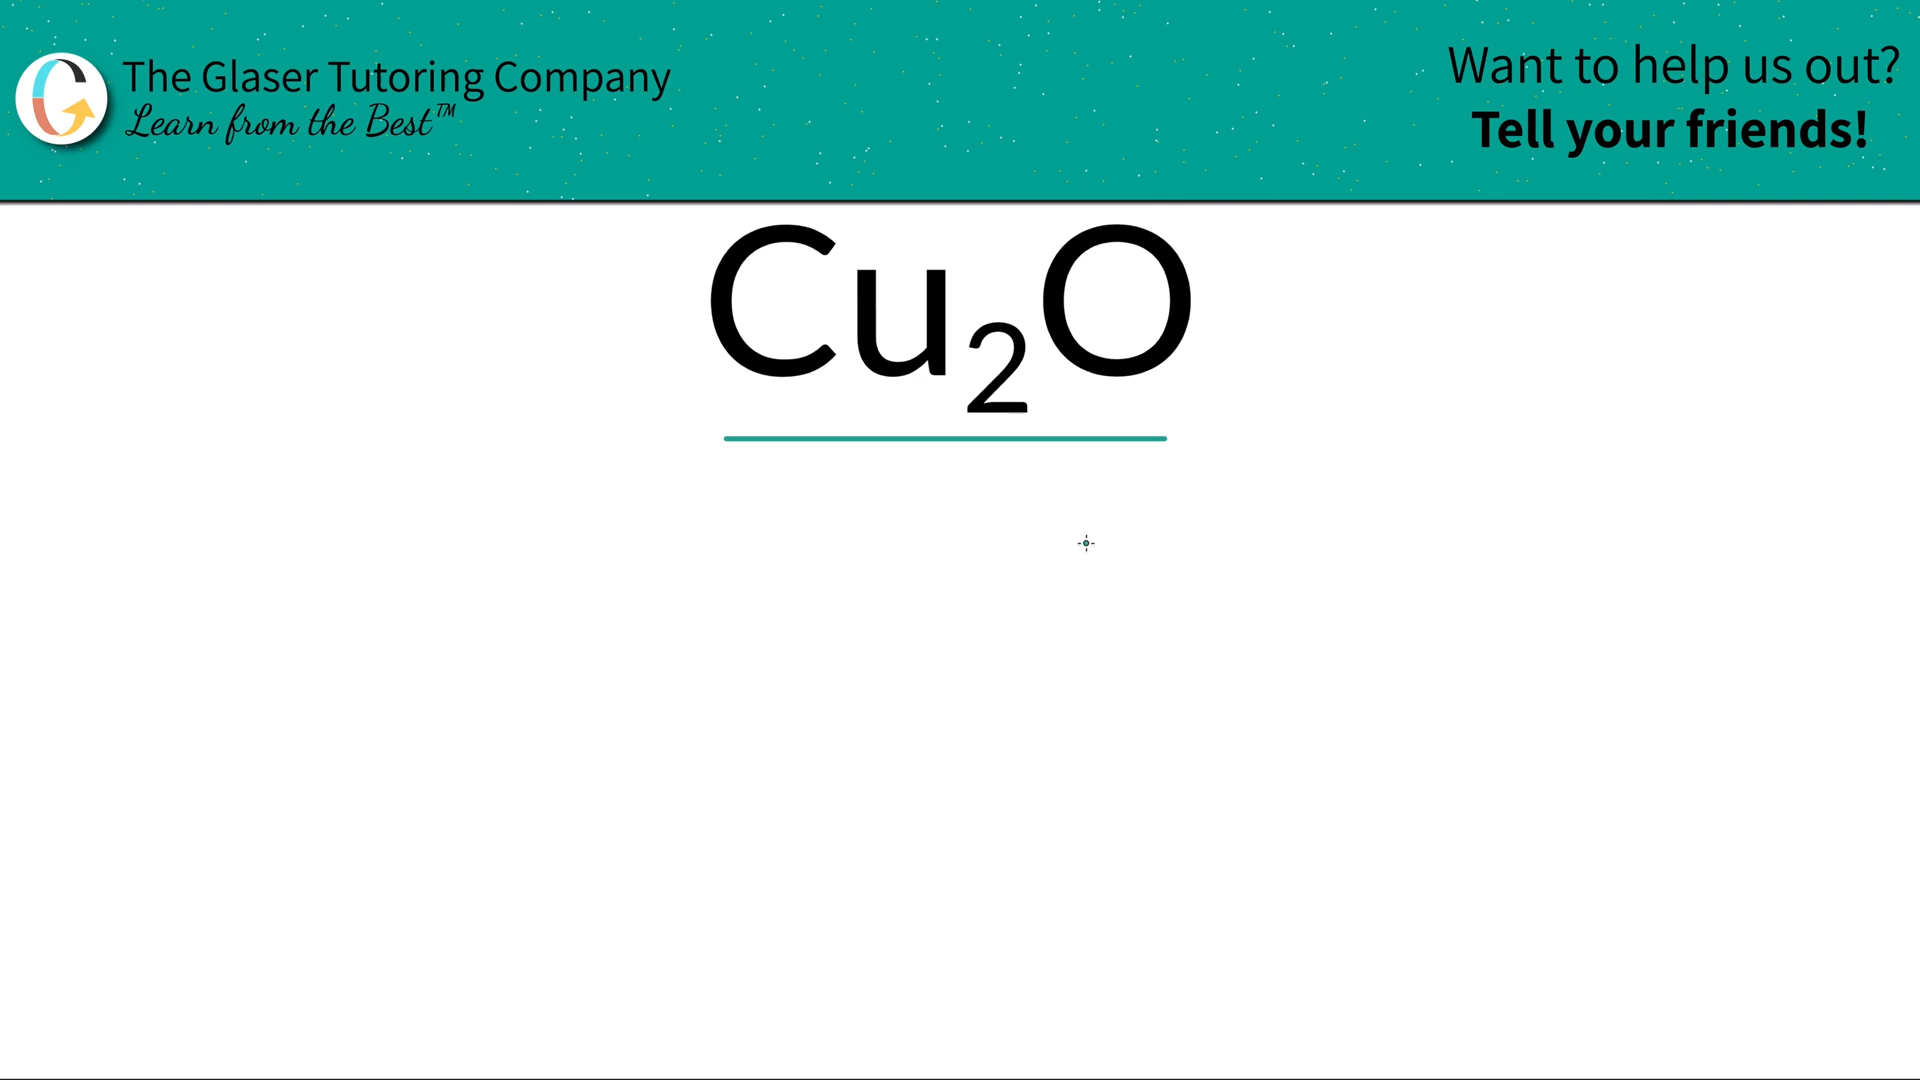 The Glaser Tutoring Company
Learn from the Best™
Want to help us out?
Tell your friends!
Cu₂O